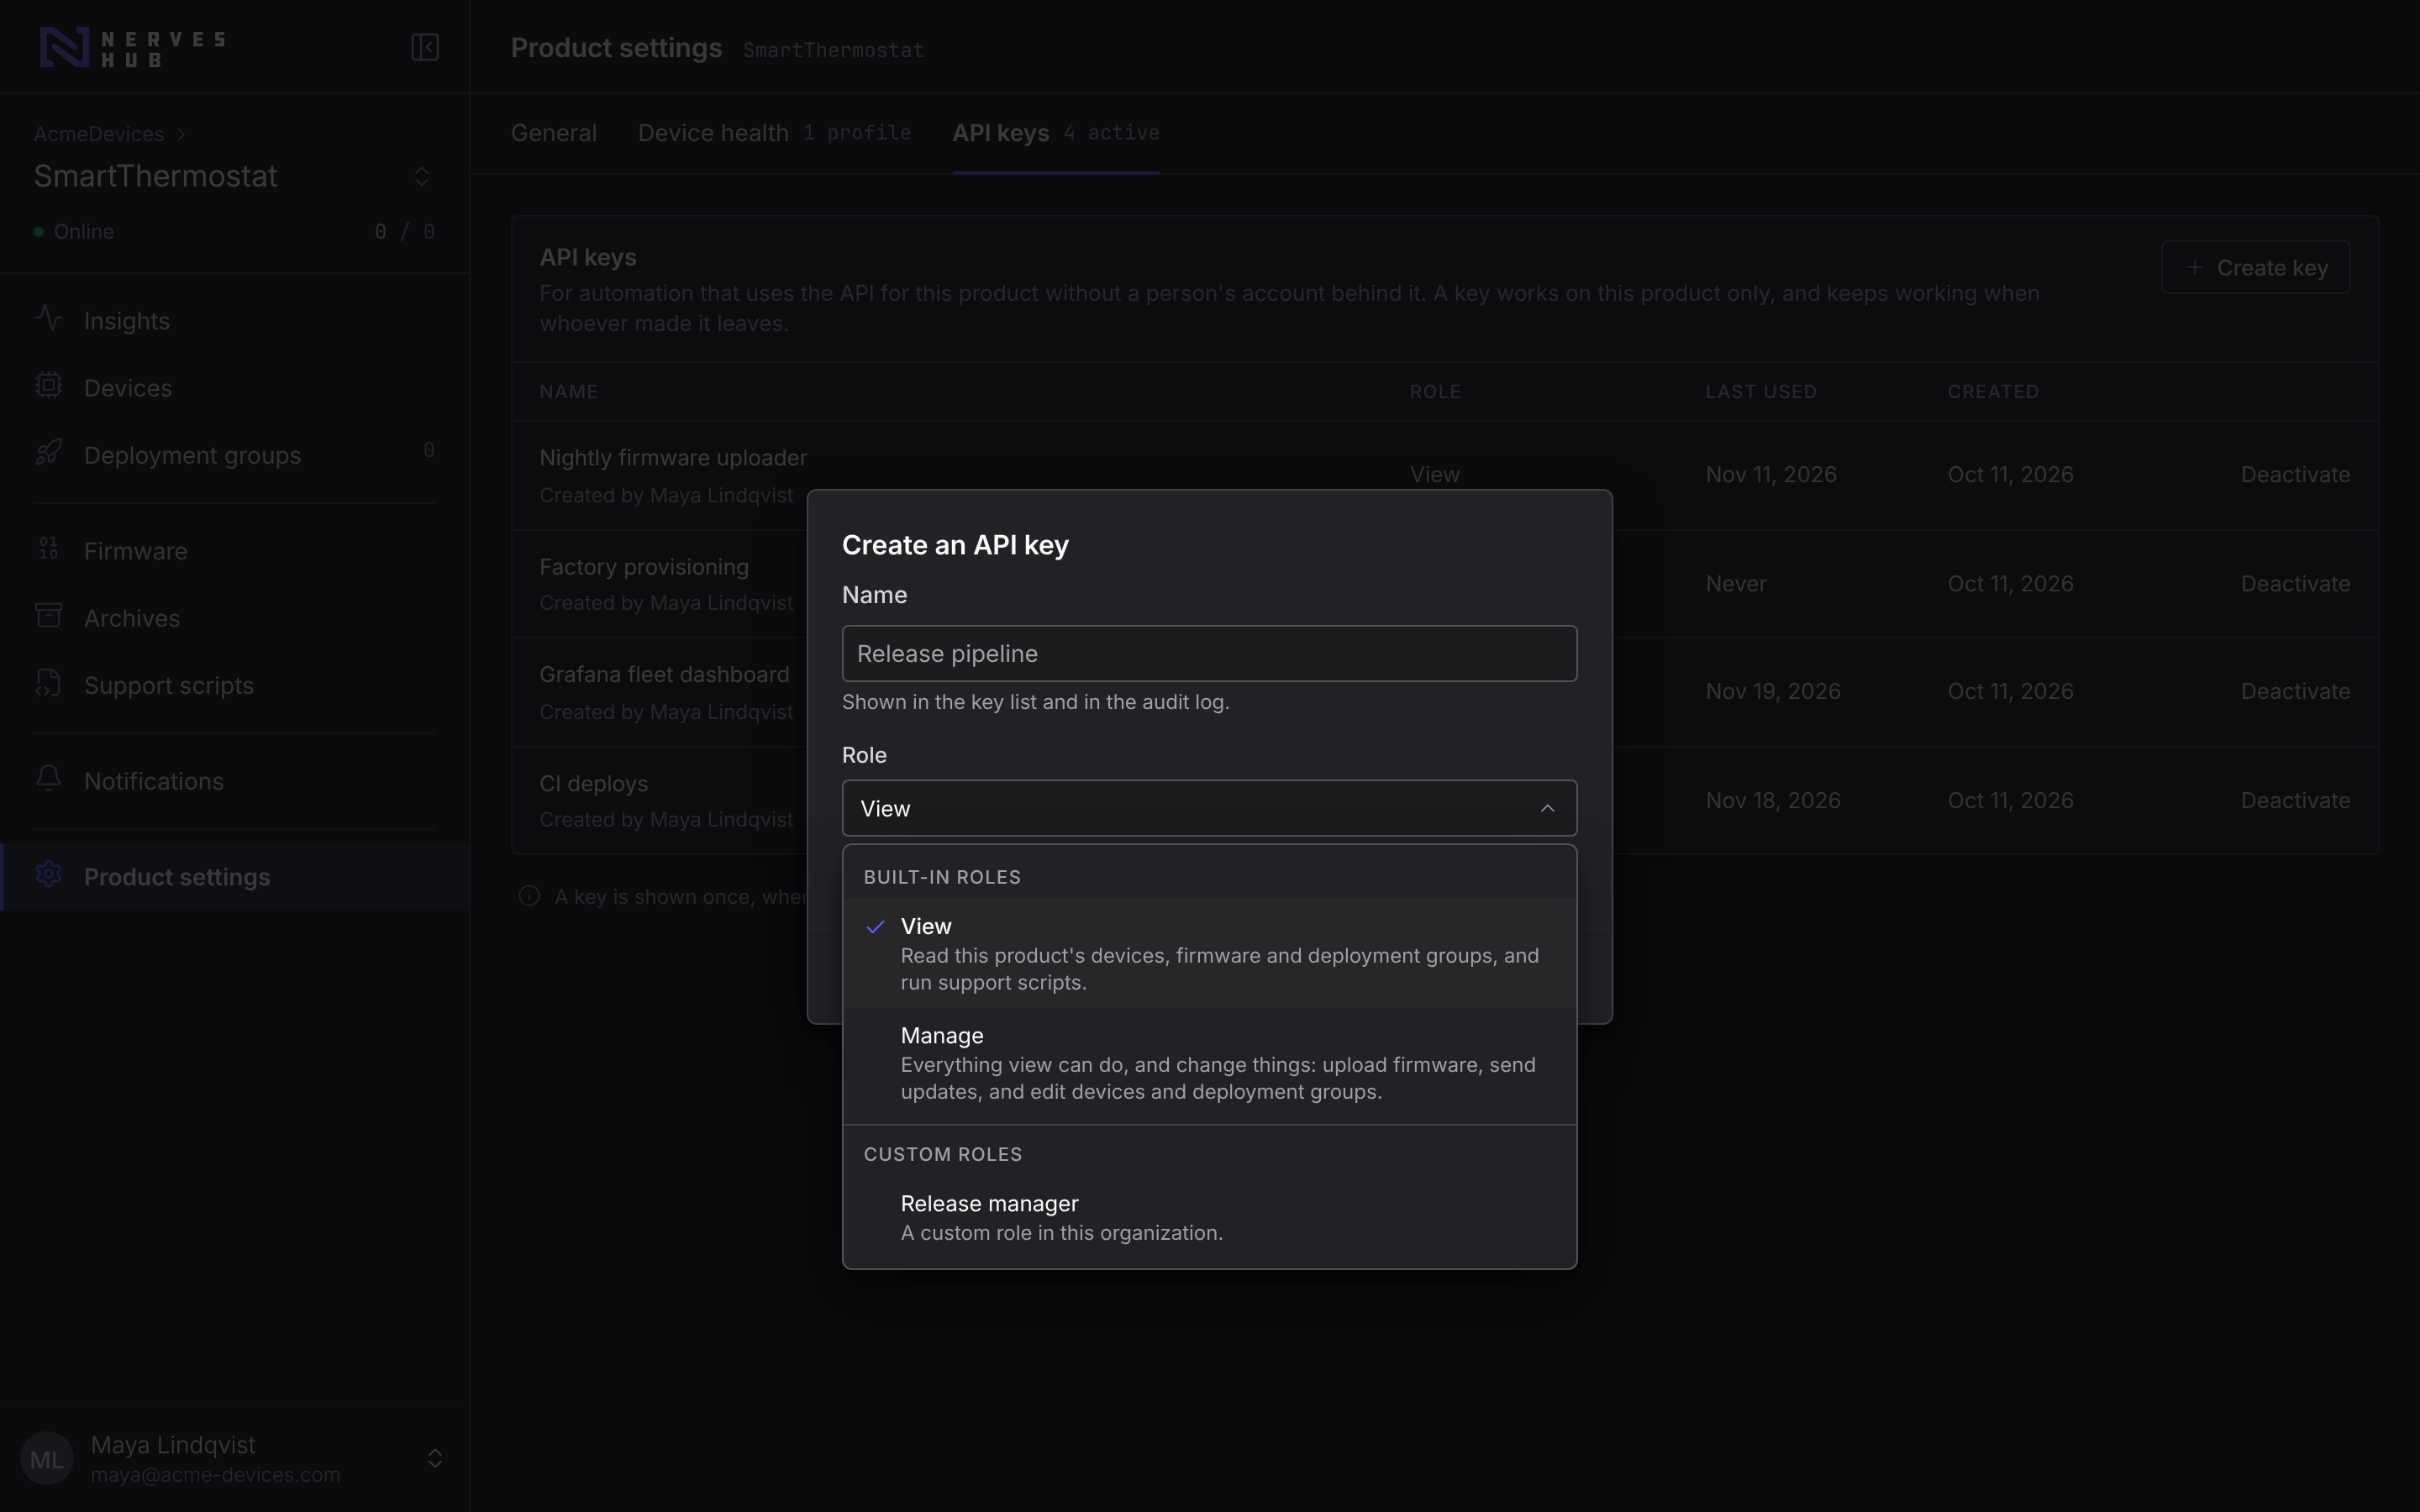 NERVES
HUB
AcmeDevices
SmartThermostat
Online
0 / 0
Insights
Devices
Deployment groups
0
Firmware
Archives
Support scripts
Notifications
Product settings
ML
Maya Lindqvist
maya@acme-devices.com
Product settings SmartThermostat
General
Device health 1 profile
API keys 4 active
API keys
For automation that uses the API for this product without a person's account behind it. A key works on this product only, and keeps working when
whoever made it leaves.
Create key
NAME ROLE LAST USED CREATED
Nightly firmware uploader
Created by Maya Lindqvist
View
Nov 11, 2026
Oct 11, 2026
Deactivate
Factory provisioning
Created by Maya Lindqvist
Never
Oct 11, 2026
Deactivate
Grafana fleet dashboard
Created by Maya Lindqvist
Nov 19, 2026
Oct 11, 2026
Deactivate
CI deploys
Created by Maya Lindqvist
Nov 18, 2026
Oct 11, 2026
Deactivate
A key is shown once,
Create an API key
Name
Release pipeline
Shown in the key list and in the audit log.
Role
View
BUILT-IN ROLES
View
Read this product's devices, firmware and deployment groups, and
run support scripts.
Manage
Everything view can do, and change things: upload firmware, send
updates, and edit devices and deployment groups.
CUSTOM ROLES
Release manager
A custom role in this organization.